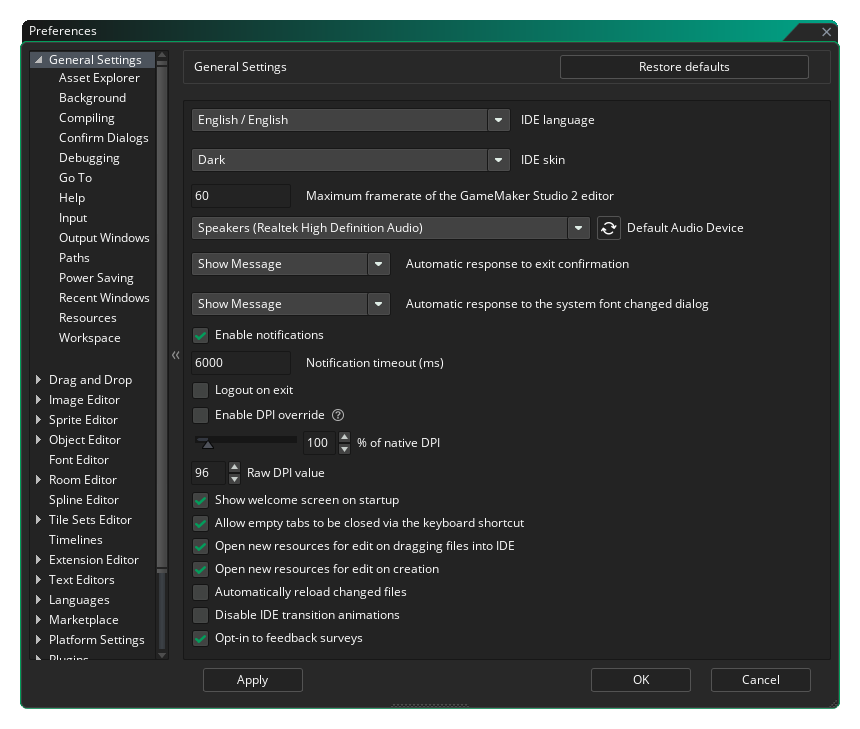 Preferences
General Settings
Asset Explorer
Background
Compiling
Confirm Dialogs
Debugging
Go To
Help
Input
Output Windows
Paths
Power Saving
Recent Windows
Resources
Workspace
Drag and Drop
Image Editor
Sprite Editor
Object Editor
Font Editor
Room Editor
Spline Editor
Tile Sets Editor
Timelines
Extension Editor
Text Editors
Languages
Marketplace
Platform Settings
Plugins
General Settings
Restore defaults
English / English IDE language
Dark IDE skin
60 Maximum framerate of the GameMaker Studio 2 editor
Speakers (Realtek High Definition Audio) Default Audio Device
Show Message Automatic response to exit confirmation
Show Message Automatic response to the system font changed dialog
Enable notifications
6000 Notification timeout (ms)
Logout on exit
Enable DPI override ?
100 % of native DPI
96 Raw DPI value
Show welcome screen on startup
Allow empty tabs to be closed via the keyboard shortcut
Open new resources for edit on dragging files into IDE
Open new resources for edit on creation
Automatically reload changed files
Disable IDE transition animations
Opt-in to feedback surveys
Apply
OK
Cancel